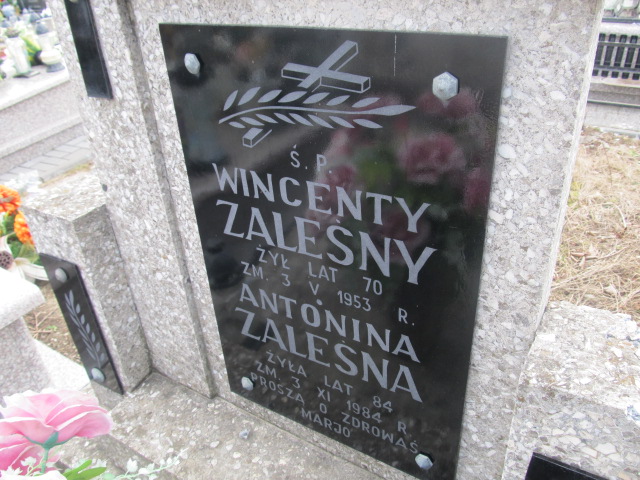 Ś. P.
WINCENTY
ZALEŚNY
ŻYŁ LAT 70
ZM. 3 V 1953 R.
ANTONINA
ZALEŚNA
ŻYŁA LAT 84
ZM 3 XI 1984 R
PROSZĄ O ZDROWAŚ
MARJO